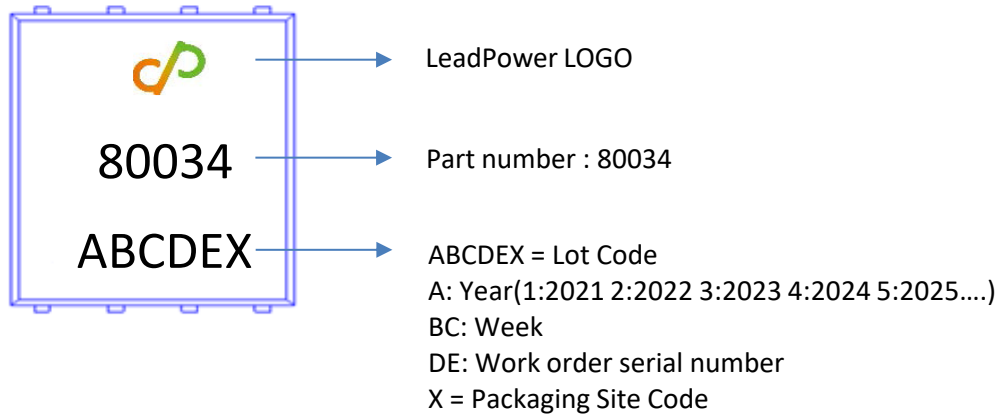 LeadPower LOGO
80034
Part number : 80034
ABCDEX
ABCDEX = Lot Code
A: Year(1:2021 2:2022 3:2023 4:2024 5:2025....)
BC: Week
DE: Work order serial number
X = Packaging Site Code